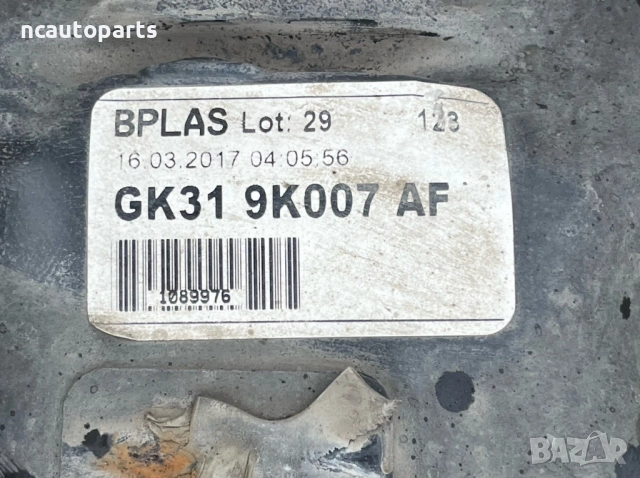 ncautoparts
BPLAS Lot: 29 123
16.03.2017 04:05:56
GK31 9K007 AF
1089976
BAZAR